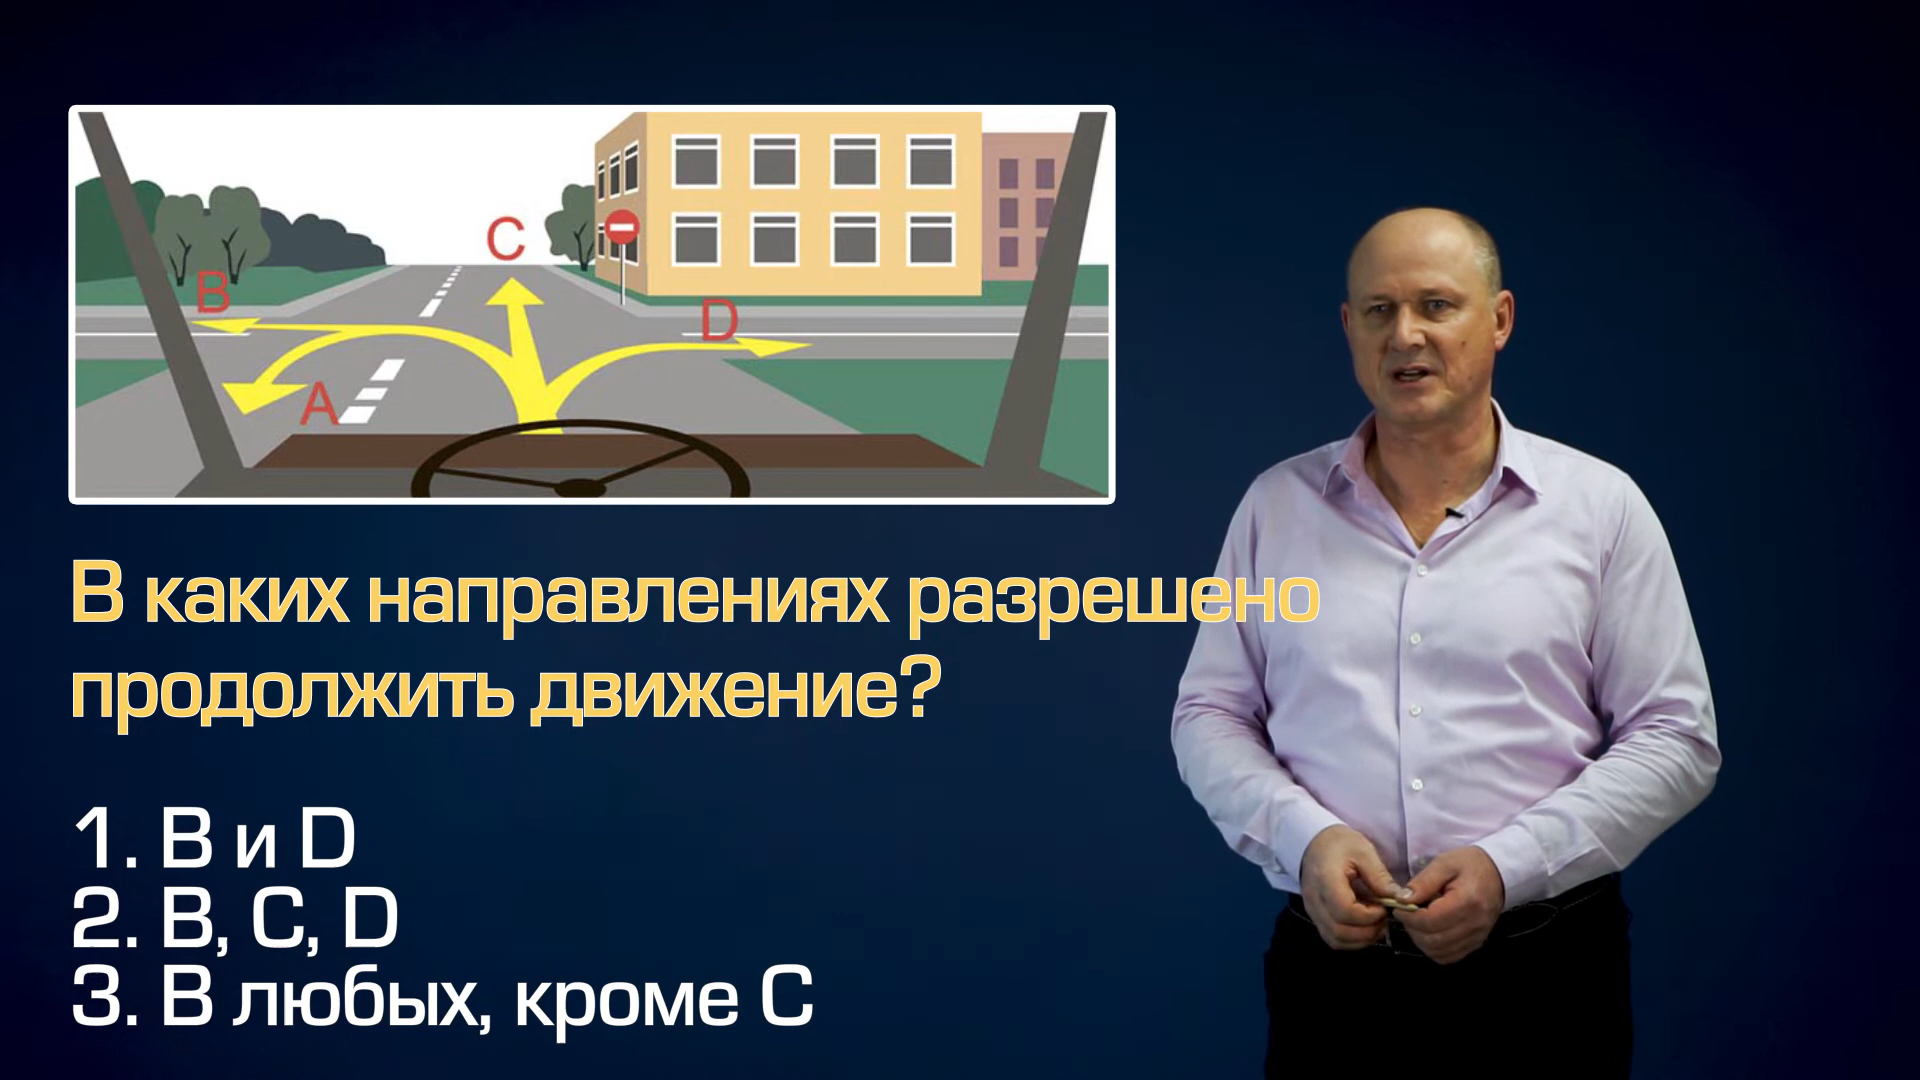 C
B
D
A
В каких направлениях разрешено
продолжить движение?
1. B и D
2. B, C, D
3. В любых, кроме C